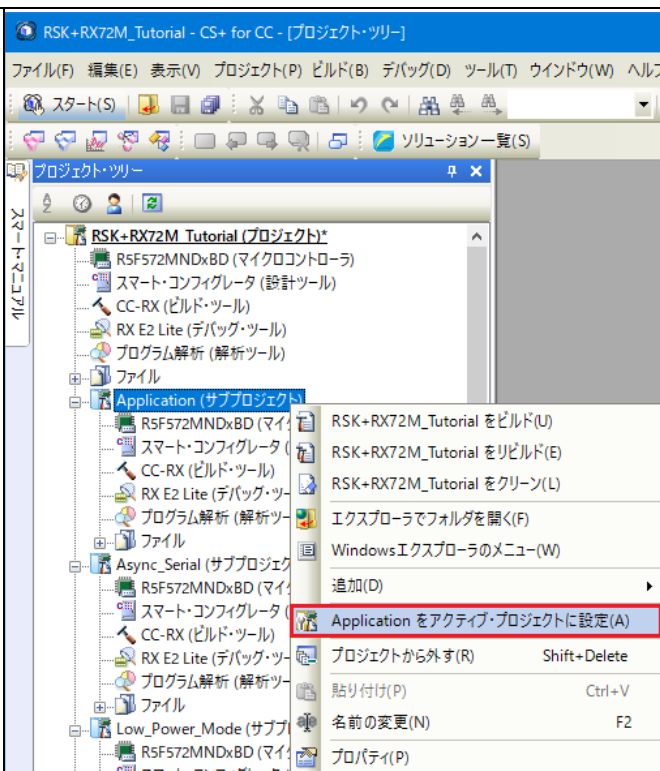 RSK+RX72M_Tutorial - CS+ for CC - [プロジェクト・ツリー]
ファイル(F) 編集(E) 表示(V) プロジェクト(P) ビルド(B) デバッグ(D) ツール(T) ウインドウ(W) ヘルプ
スタート(S)
ソリューション一覧(S)
プロジェクト・ツリー
スマートマニュアル
RSK+RX72M_Tutorial (プロジェクト)*
R5F572MNDxBD (マイクロコントローラ)
スマート・コンフィグレータ (設計ツール)
CC-RX (ビルド・ツール)
RX E2 Lite (デバッグ・ツール)
プログラム解析 (解析ツール)
ファイル
Application (サブプロジェクト)
R5F572MNDxBD (マイ
スマート・コンフィグレータ (
CC-RX (ビルド・ツール)
RX E2 Lite (デバッグ・ツー
プログラム解析 (解析ツー
ファイル
Async_Serial (サブプロジェク
R5F572MNDxBD (マイ
スマート・コンフィグレータ (
CC-RX (ビルド・ツール)
RX E2 Lite (デバッグ・ツー
プログラム解析 (解析ツー
ファイル
Low_Power_Mode (サブプ
R5F572MNDxBD (マイ
RSK+RX72M_Tutorial をビルド(U)
RSK+RX72M_Tutorial をリビルド(E)
RSK+RX72M_Tutorial をクリーン(L)
エクスプローラでフォルダを開く(F)
Windowsエクスプローラのメニュー(W)
追加(D)
Application をアクティブ・プロジェクトに設定(A)
プロジェクトから外す(R) Shift+Delete
貼り付け(P) Ctrl+V
名前の変更(N) F2
プロパティ(P)